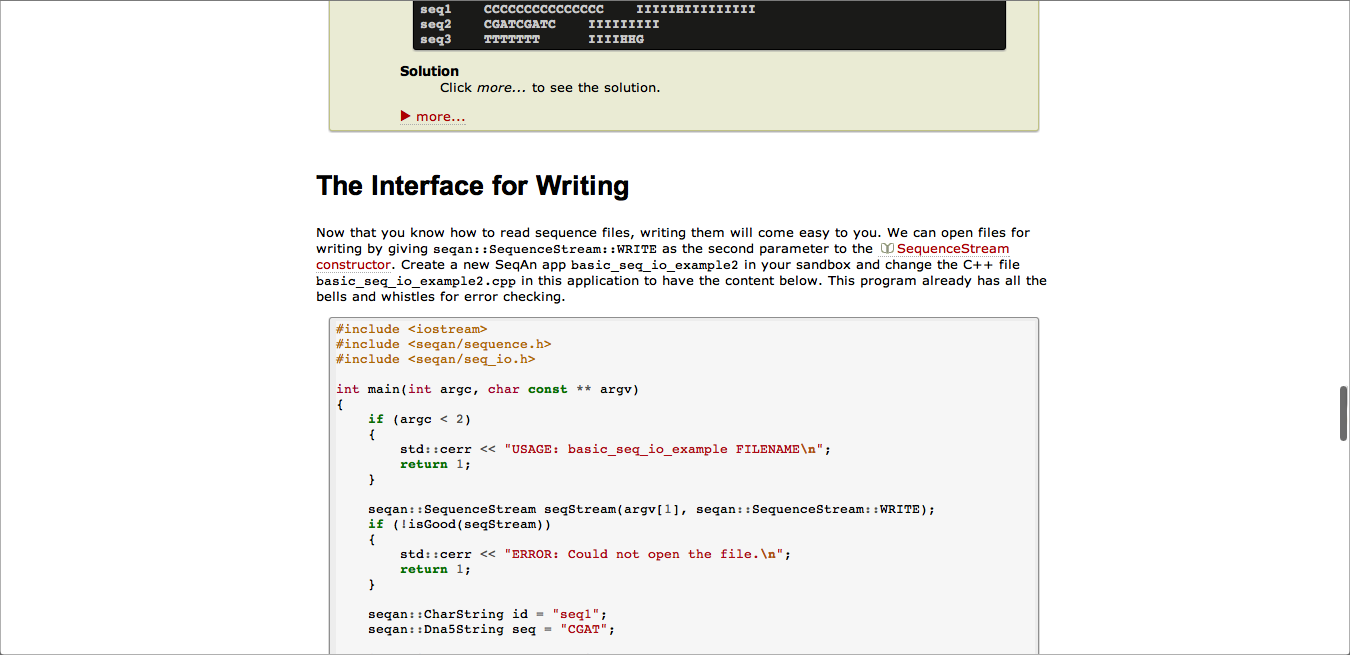 seq1    CCCCCCCCCCCCCCC    IIIIIHIIIIIIIII
seq2    CGATCGATC    IIIIIIIII
seq3    TTTTTTT      IIIIHHG
Solution
Click more... to see the solution.
more...
The Interface for Writing
Now that you know how to read sequence files, writing them will come easy to you. We can open files for
writing by giving seqan::SequenceStream::WRITE as the second parameter to the SequenceStream
constructor. Create a new SeqAn app basic_seq_io_example2 in your sandbox and change the C++ file
basic_seq_io_example2.cpp in this application to have the content below. This program already has all the
bells and whistles for error checking.
#include <iostream>
#include <seqan/sequence.h>
#include <seqan/seq_io.h>
int main(int argc, char const ** argv)
{
    if (argc < 2)
    {
        std::cerr << "USAGE: basic_seq_io_example FILENAME\n";
        return 1;
    }
    seqan::SequenceStream seqStream(argv[1], seqan::SequenceStream::WRITE);
    if (!isGood(seqStream))
    {
        std::cerr << "ERROR: Could not open the file.\n";
        return 1;
    }
    seqan::CharString id = "seq1";
    seqan::Dna5String seq = "CGAT";